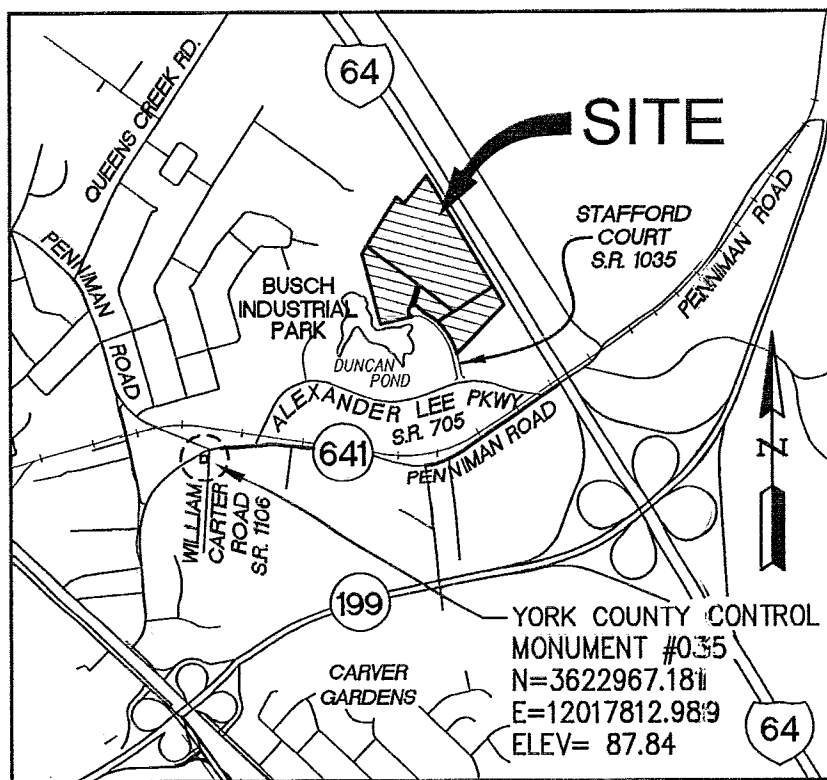 QUEENS CREEK RD.
64
SITE
STAFFORD
COURT
S.R. 1035
PENNIMAN ROAD
PENNIMAN
ROAD
BUSCH
INDUSTRIAL
PARK
DUNCAN
POND
ALEXANDER LEE PKWY
S.R. 705
PENNIMAN ROAD
641
N
WILLIAM
CARTER
ROAD
S.R. 1106
199
CARVER
GARDENS
YORK COUNTY CONTROL
MONUMENT #035
N=3622967.181
E=12017812.989
ELEV= 87.84
64